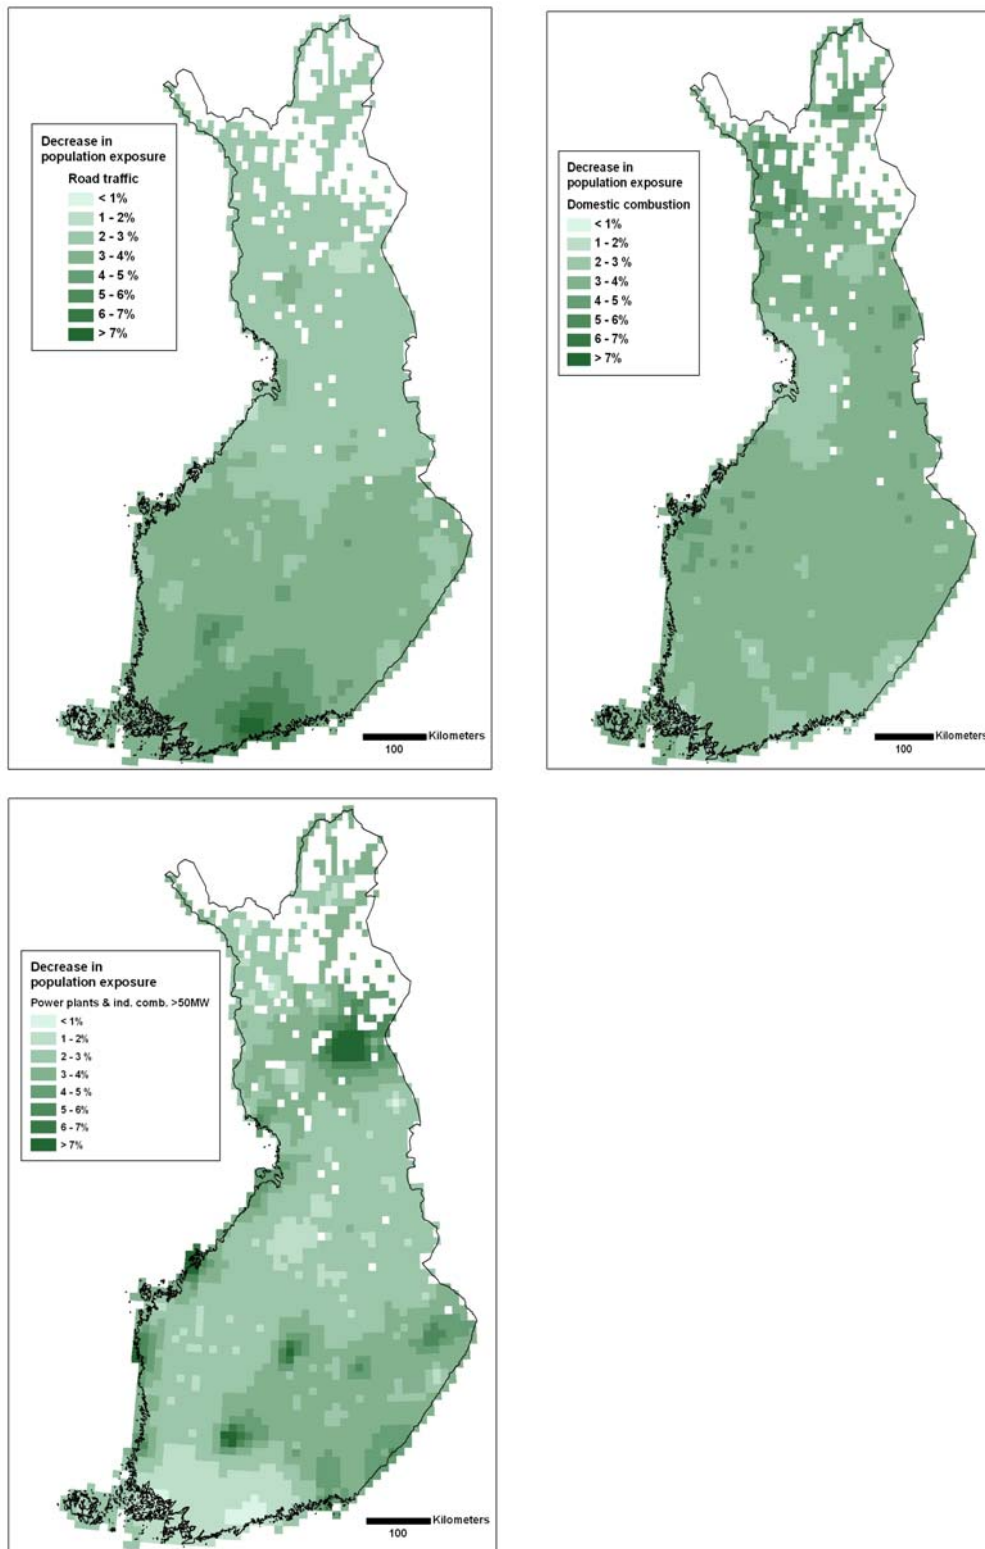 Decrease in
population exposure
Road traffic
< 1%
1 - 2%
2 - 3 %
3 - 4%
4 - 5 %
5 - 6%
6 - 7%
> 7%
Kilometers
100
Decrease in
population exposure
Domestic combustion
< 1%
1 - 2%
2 - 3 %
3 - 4%
4 - 5 %
5 - 6%
6 - 7%
> 7%
Kilometers
100
Decrease in
population exposure
Power plants & ind. comb. >50MW
< 1%
1 - 2%
2 - 3 %
3 - 4%
4 - 5 %
5 - 6%
6 - 7%
> 7%
Kilometers
100